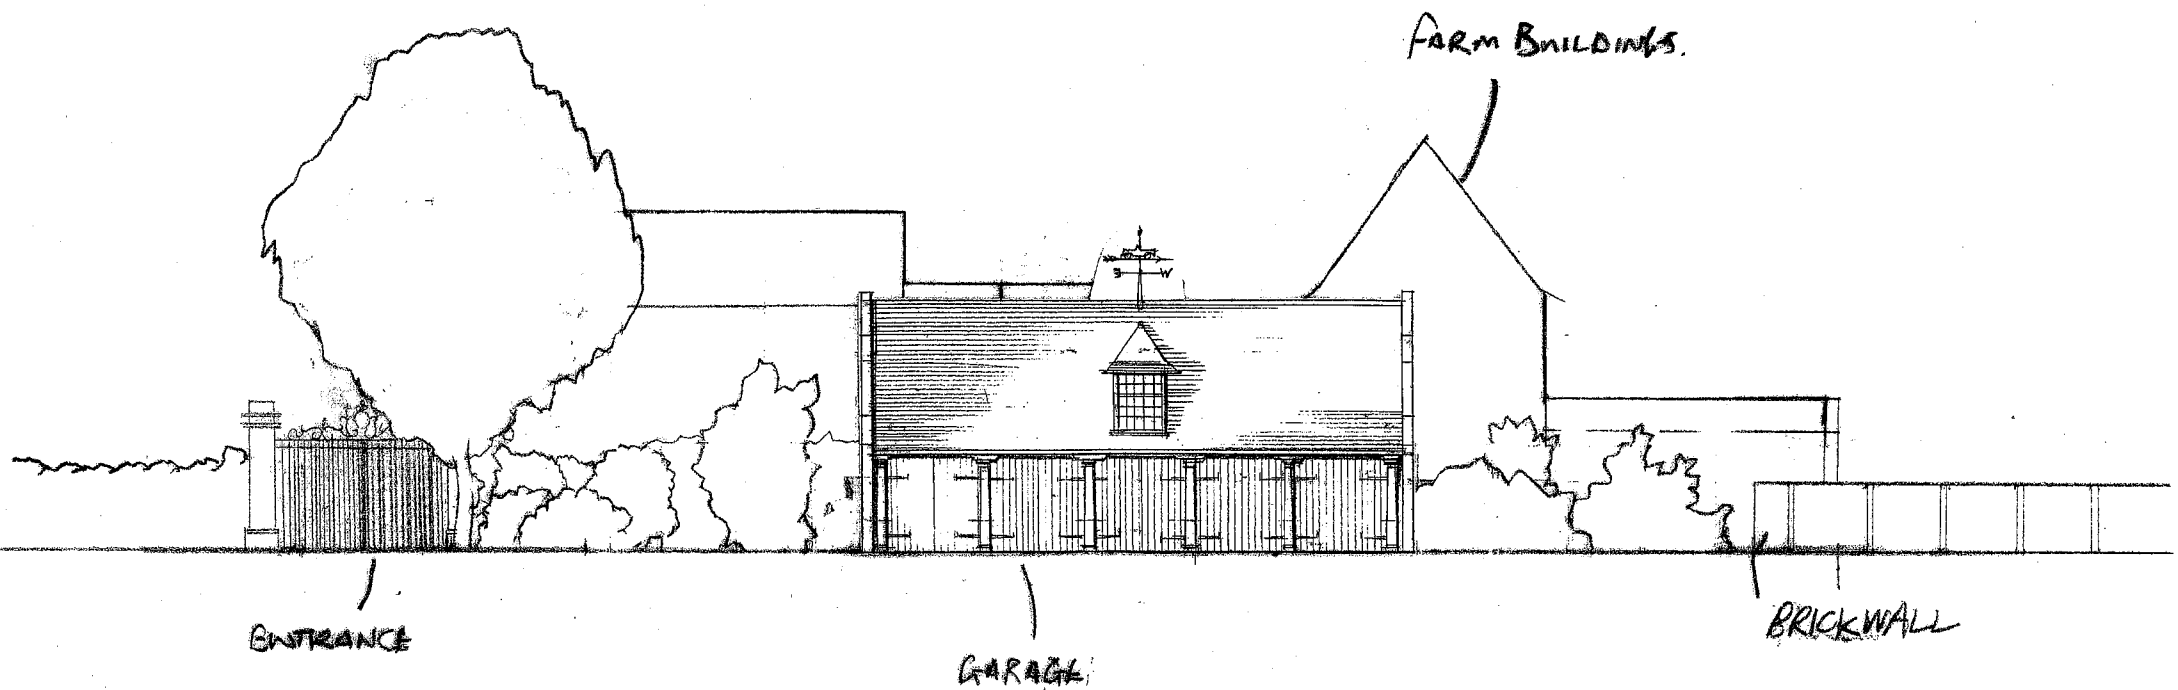 FARM BUILDINGS.
E W
ENTRANCE
GARAGE
BRICKWALL